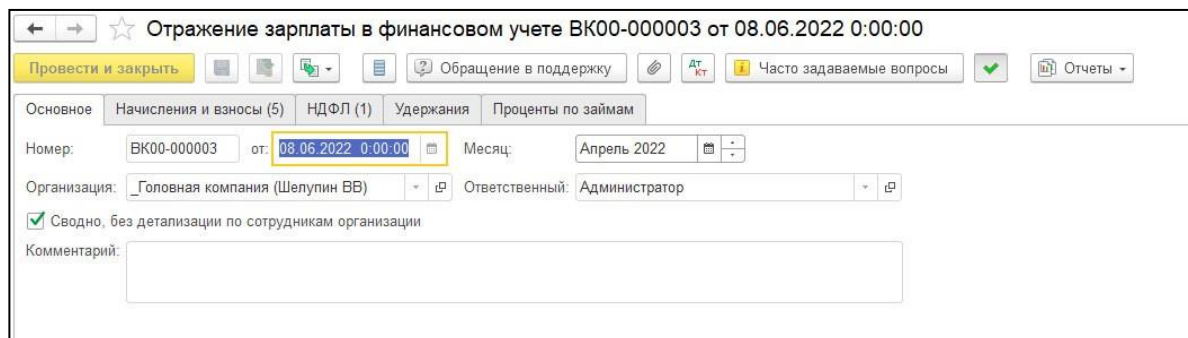 Отражение зарплаты в финансовом учете ВК00-000003 от 08.06.2022 0:00:00
Провести и закрыть Обращение в поддержку Дт Кт Часто задаваемые вопросы Отчеты
Основное Начисления и взносы (5) НДФЛ (1) Удержания Проценты по займам
Номер: ВК00-000003 от: 08.06.2022 0:00:00 Месяц: Апрель 2022
Организация: _Головная компания (Шелупин ВВ) Ответственный: Администратор
Сводно, без детализации по сотрудникам организации
Комментарий: